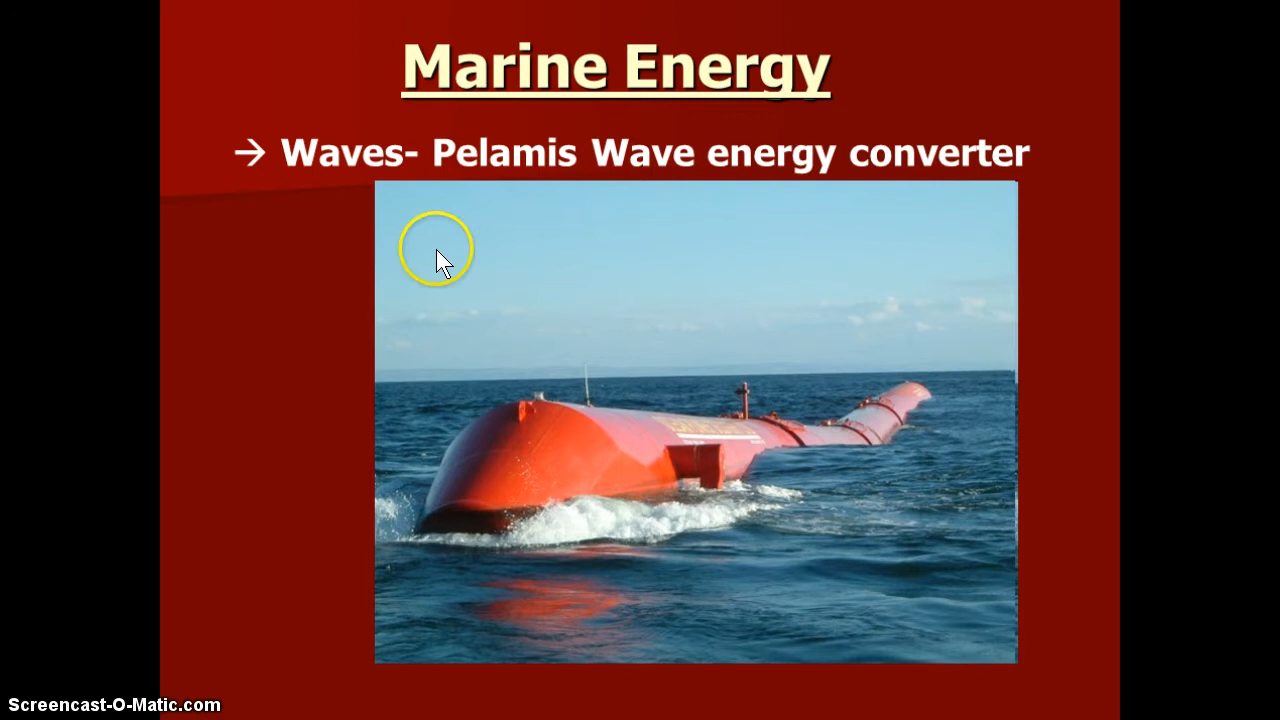 Marine Energy
→ Waves- Pelamis Wave energy converter
Screencast-O-Matic.com